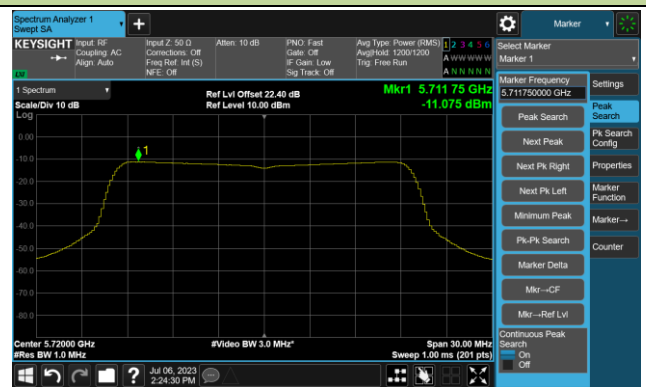 Spectrum Analyzer 1
Swept SA
Marker
KEYSIGHT
Input: RF
Coupling: AC
Align: Auto
Input Z: 50 Ω
Corrections: Off
Freq Ref: Int (S)
NFE: Off
Atten: 10 dB
PNO: Fast
Gate: Off
IF Gain: Low
Sig Track: Off
Avg Type: Power (RMS)
Avg|Hold: 1200/1200
Trig: Free Run
1 2 3 4 5 6
A W W W W W
A N N N N N
LXI
Select Marker
Marker 1
1 Spectrum
Scale/Div 10 dB
Log
Ref Lvl Offset 22.40 dB
Ref Level 10.00 dBm
Mkr1 5.711 75 GHz
-11.075 dBm
0.00
-10.0
-20.0
-30.0
-40.0
-50.0
-60.0
-70.0
-80.0
1
Center 5.72000 GHz
#Res BW 1.0 MHz
#Video BW 3.0 MHz*
Span 30.00 MHz
Sweep 1.00 ms (201 pts)
Marker Frequency
5.711750000 GHz
Peak Search
Next Peak
Next Pk Right
Next Pk Left
Minimum Peak
Pk-Pk Search
Marker Delta
Mkr→CF
Mkr→Ref Lvl
Continuous Peak
Search
On
Off
Settings
Peak
Search
Pk Search
Config
Properties
Marker
Function
Marker→
Counter
?
Jul 06, 2023
2:24:30 PM